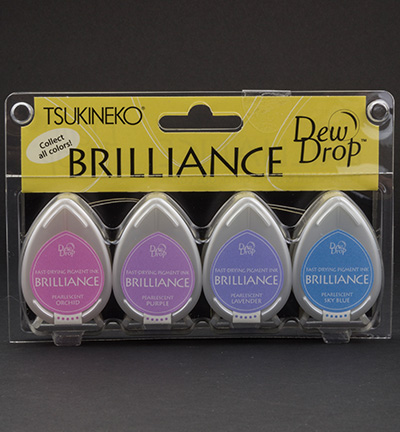 TSUKINEKO®
Collect
all colors!
BRILLIANCE
Dew
Drop™
Dew
Drop
FAST-DRYING PIGMENT INK
BRILLIANCE
PEARLESCENT
ORCHID
Dew
Drop
FAST-DRYING PIGMENT INK
BRILLIANCE
PEARLESCENT
PURPLE
Dew
Drop
FAST-DRYING PIGMENT INK
BRILLIANCE
PEARLESCENT
LAVENDER
Dew
Drop
FAST-DRYING PIGMENT INK
BRILLIANCE
PEARLESCENT
SKY BLUE